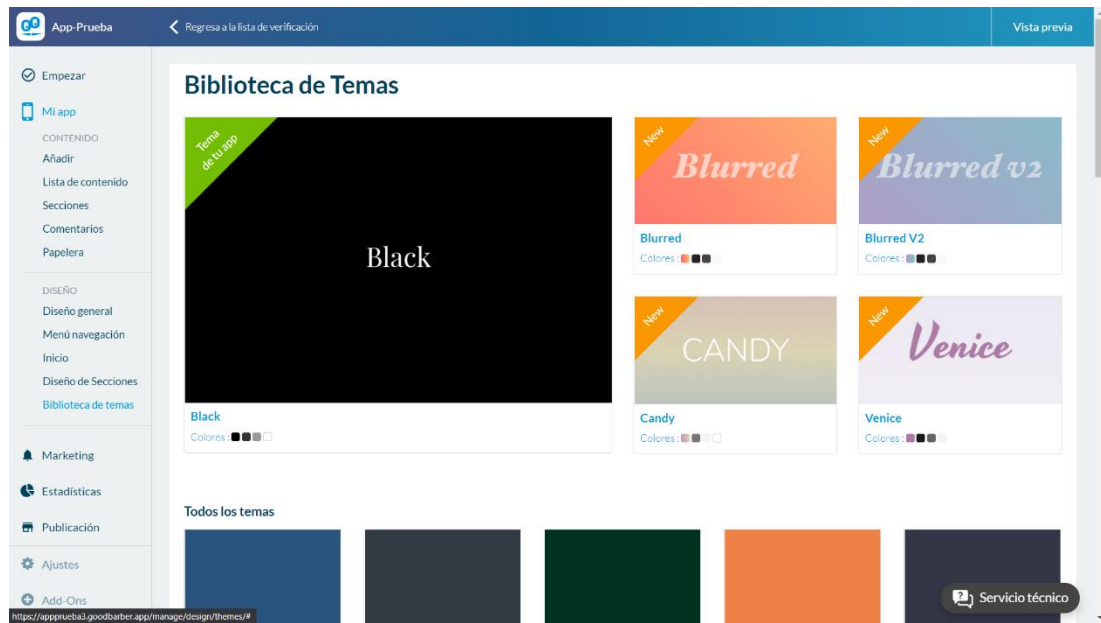 App-Prueba
Regresa a la lista de verificación
Vista previa
Empezar
Mi app
CONTENIDO
Añadir
Lista de contenido
Secciones
Comentarios
Papelera
DISEÑO
Diseño general
Menú navegación
Inicio
Diseño de Secciones
Biblioteca de temas
Marketing
Estadísticas
Publicación
Ajustes
Add-Ons
https://appprueba3.goodbarber.app/manage/design/themes/#
Biblioteca de Temas
Tema
de tu app
Black
Black
Colores :
New
Blurred
Blurred
Colores :
New
Blurred v2
Blurred V2
Colores :
New
CANDY
Candy
Colores :
New
Venice
Venice
Colores :
Todos los temas
Servicio técnico